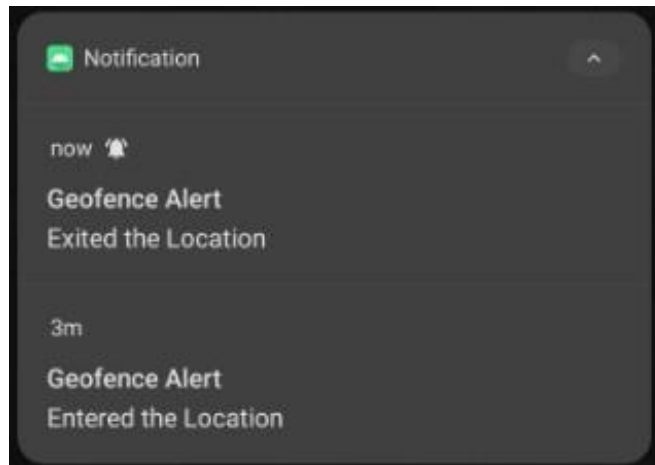 Notification
now
Geofence Alert
Exited the Location
3m
Geofence Alert
Entered the Location